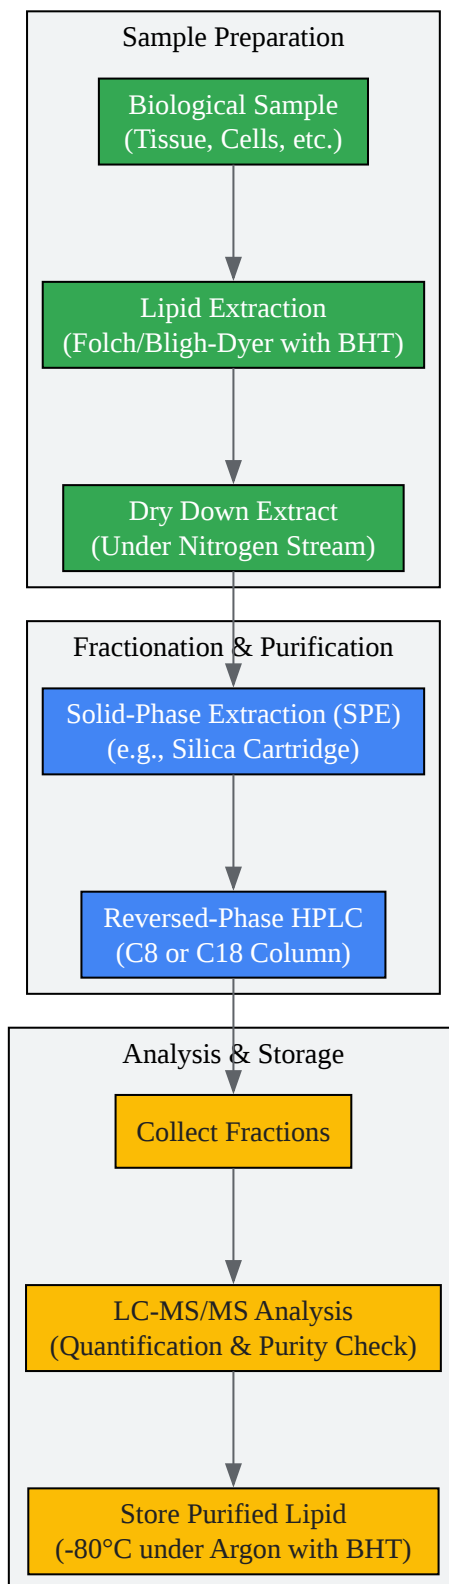 Sample Preparation
Biological Sample
(Tissue, Cells, etc.)
Lipid Extraction
(Folch/Bligh-Dyer with BHT)
Dry Down Extract
(Under Nitrogen Stream)
Fractionation & Purification
Solid-Phase Extraction (SPE)
(e.g., Silica Cartridge)
Reversed-Phase HPLC
(C8 or C18 Column)
Analysis & Storage
Collect Fractions
LC-MS/MS Analysis
(Quantification & Purity Check)
Store Purified Lipid
(-80°C under Argon with BHT)